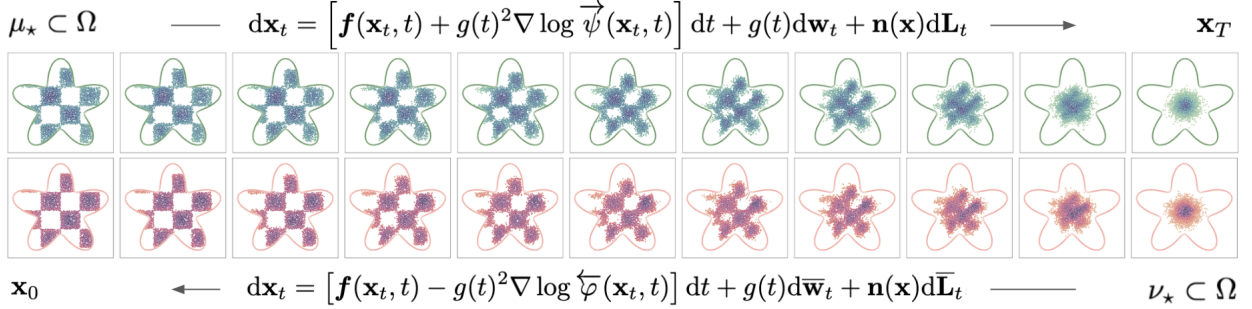 μ⋆ ⊂ Ω dx_t = [f(x_t, t) + g(t)²∇ log ψ→(x_t, t)] dt + g(t)dw_t + n(x)dL_t x_T
x_0 dx_t = [f(x_t, t) − g(t)²∇ log φ←(x_t, t)] dt + g(t)dw̅_t + n(x)dL̅_t ν⋆ ⊂ Ω